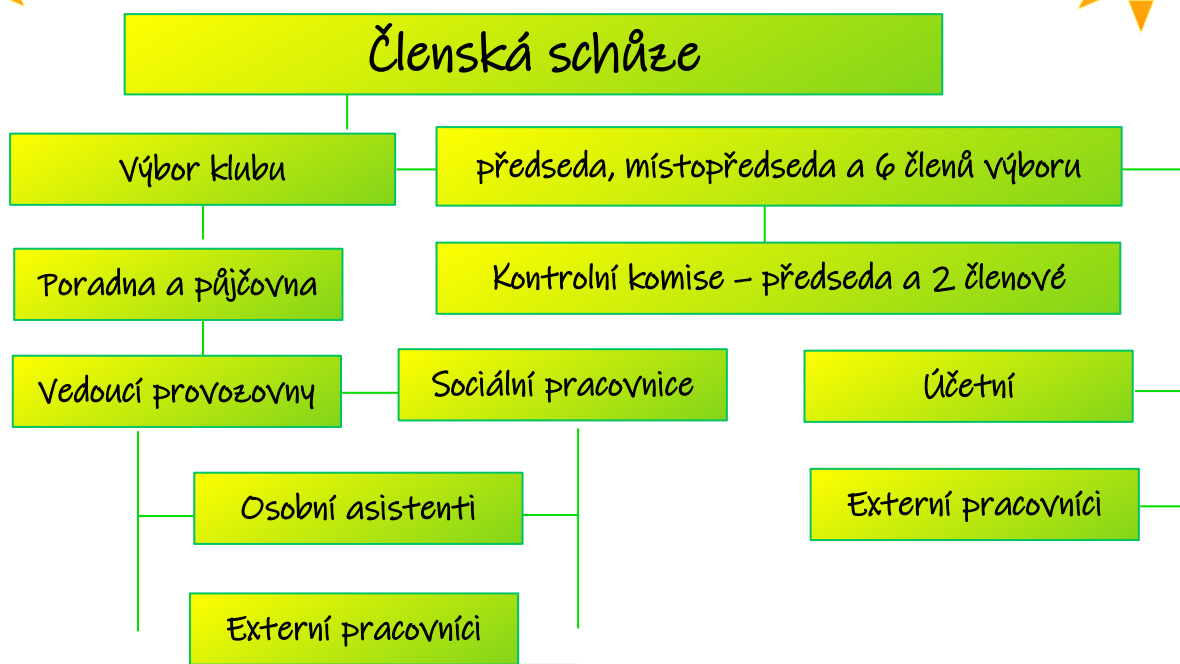 Členská schůze
Výbor klubu
předseda, místopředseda a 6 členů výboru
Poradna a půjčovna
Kontrolní komise – předseda a 2 členové
Vedoucí provozovny
Sociální pracovnice
Účetní
Osobní asistenti
Externí pracovníci
Externí pracovníci